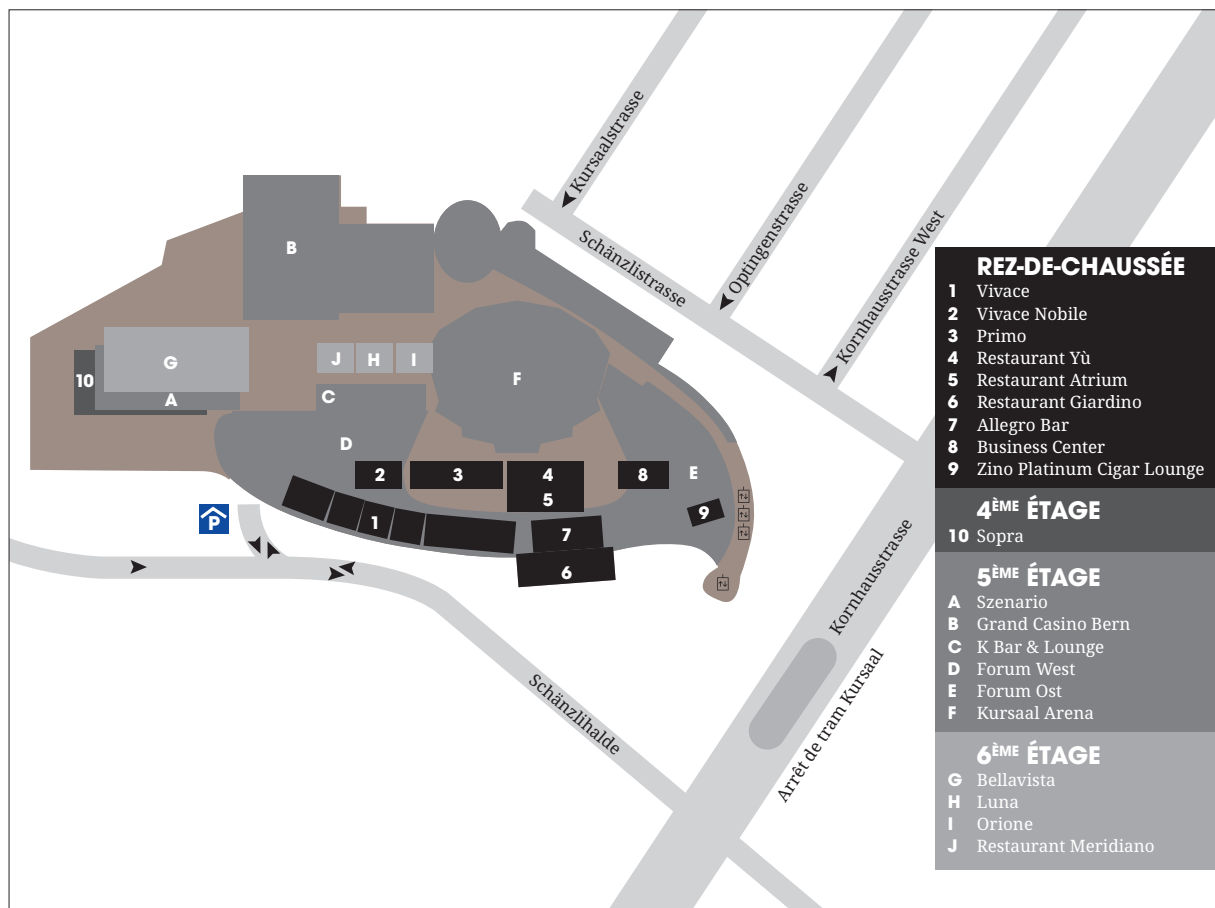 Kursaalstrasse
Optingenstrasse
Kornhausstrasse West
Schänzlistrasse
B
G
10
A
J
H
I
F
C
D
E
2
3
4
5
8
1
7
9
6
P
Kornhausstrasse
Arrêt de tram Kursaal
Schänzlihalde
REZ-DE-CHAUSSÉE
1 Vivace
2 Vivace Nobile
3 Primo
4 Restaurant Yù
5 Restaurant Atrium
6 Restaurant Giardino
7 Allegro Bar
8 Business Center
9 Zino Platinum Cigar Lounge
4ÈME ÉTAGE
10 Sopra
5ÈME ÉTAGE
A Szenario
B Grand Casino Bern
C K Bar & Lounge
D Forum West
E Forum Ost
F Kursaal Arena
6ÈME ÉTAGE
G Bellavista
H Luna
I Orione
J Restaurant Meridiano